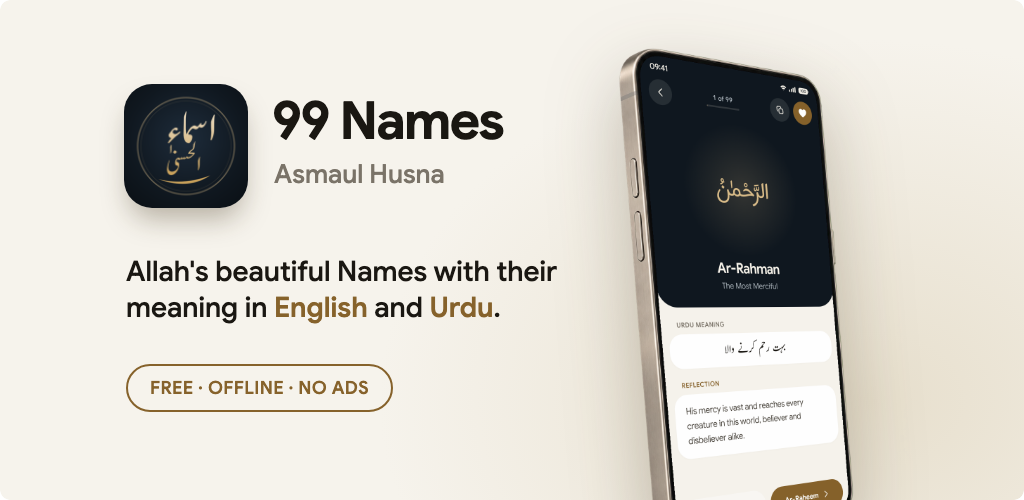 اسماء
الحسنى
99 Names
Asmaul Husna
Allah's beautiful Names with their
meaning in English and Urdu.
FREE · OFFLINE · NO ADS
09:41
1 of 99
الرَّحْمَٰنُ
Ar-Rahman
The Most Merciful
URDU MEANING
بہت رحم کرنے والا
REFLECTION
His mercy is vast and reaches every
creature in this world, believer and
disbeliever alike.
Ar-Raheem